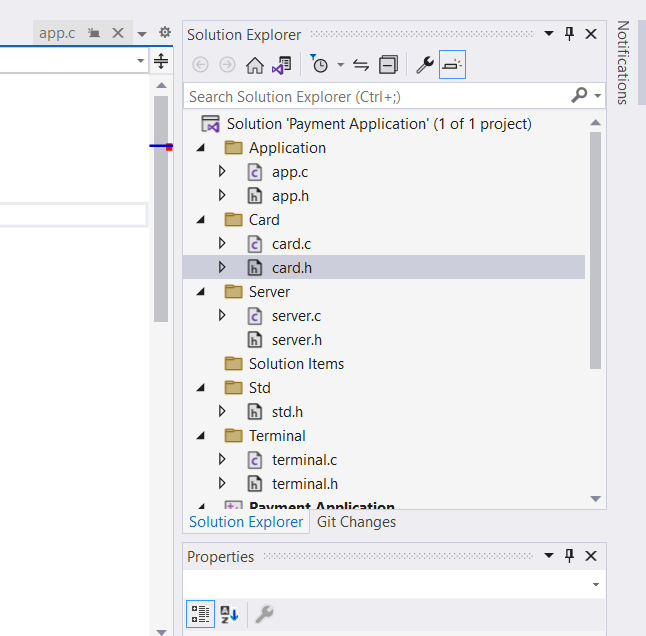 app.c
Solution Explorer
Search Solution Explorer (Ctrl+;)
Solution 'Payment Application' (1 of 1 project)
Application
app.c
app.h
Card
card.c
card.h
Server
server.c
server.h
Solution Items
Std
std.h
Terminal
terminal.c
terminal.h
Payment Application
Solution Explorer Git Changes
Properties
Notifications